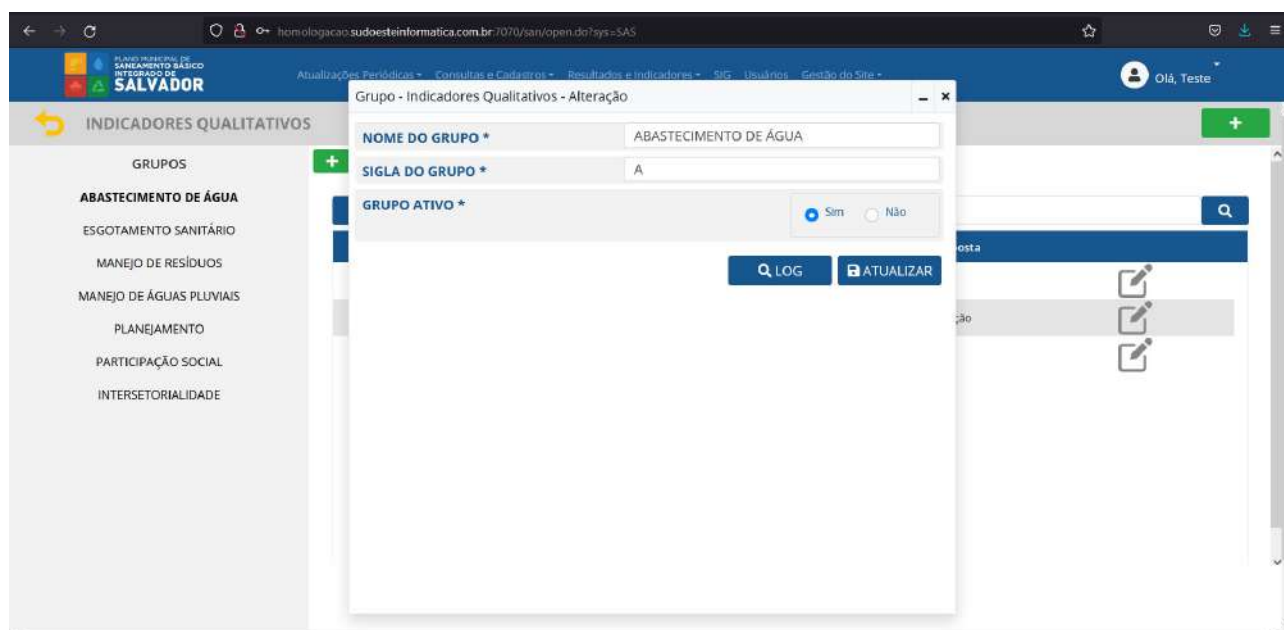 homologacao.sudoesteinformatica.com.br:7070/san/open.do?sys=SAS
PLANO MUNICIPAL DE
SANEAMENTO BÁSICO
INTEGRADO DE
SALVADOR
Atualizações Periódicas Consultas e Cadastros Resultados e Indicadores SIG Usuários Gestão do Site
Olá, Teste
INDICADORES QUALITATIVOS
+
GRUPOS
ABASTECIMENTO DE ÁGUA
ESGOTAMENTO SANITÁRIO
MANEJO DE RESÍDUOS
MANEJO DE ÁGUAS PLUVIAIS
PLANEJAMENTO
PARTICIPAÇÃO SOCIAL
INTERSETORIALIDADE
+
Grupo - Indicadores Qualitativos - Alteração
NOME DO GRUPO * ABASTECIMENTO DE ÁGUA
SIGLA DO GRUPO * A
GRUPO ATIVO * Sim Não
LOG ATUALIZAR
osta
ção